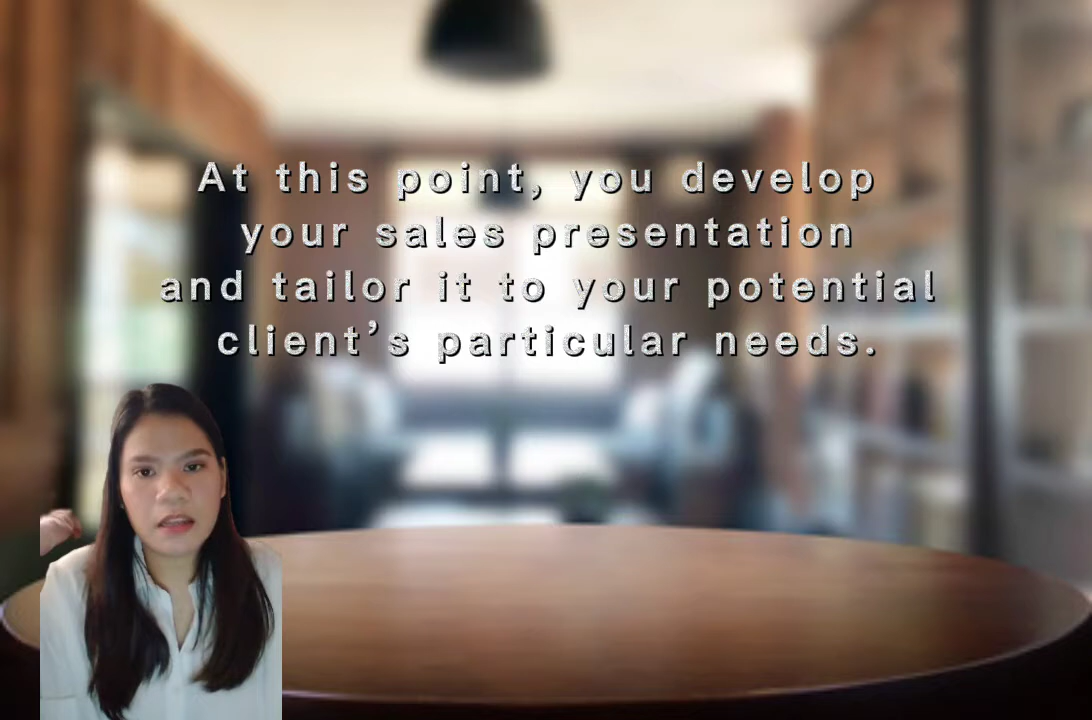 At this point, you develop
your sales presentation
and tailor it to your potential
client’s particular needs.